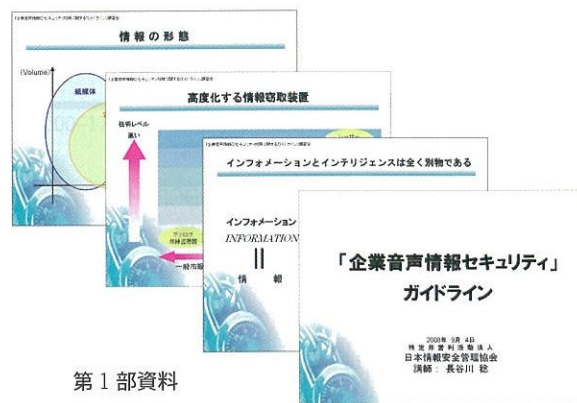 情報の形態
(Volume)
紙媒体
高度化する情報窃取装置
技術レベル
高い
アナログ
一般市販
インフォメーションとインテリジェンスは全く別物である
インフォメーション
INFORMATION
||
情 報
「企業音声情報セキュリティ」
ガイドライン
2008年 9月 4日
特定非営利活動法人
日本情報安全管理協会
講師： 長谷川 稔
第1部資料